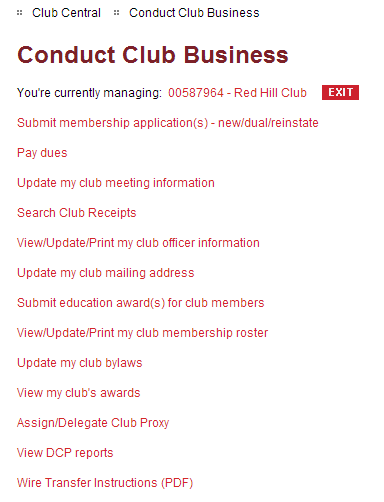 Club Central Conduct Club Business
Conduct Club Business
You're currently managing: 00587964 - Red Hill Club EXIT
Submit membership application(s) - new/dual/reinstate
Pay dues
Update my club meeting information
Search Club Receipts
View/Update/Print my club officer information
Update my club mailing address
Submit education award(s) for club members
View/Update/Print my club membership roster
Update my club bylaws
View my club's awards
Assign/Delegate Club Proxy
View DCP reports
Wire Transfer Instructions (PDF)